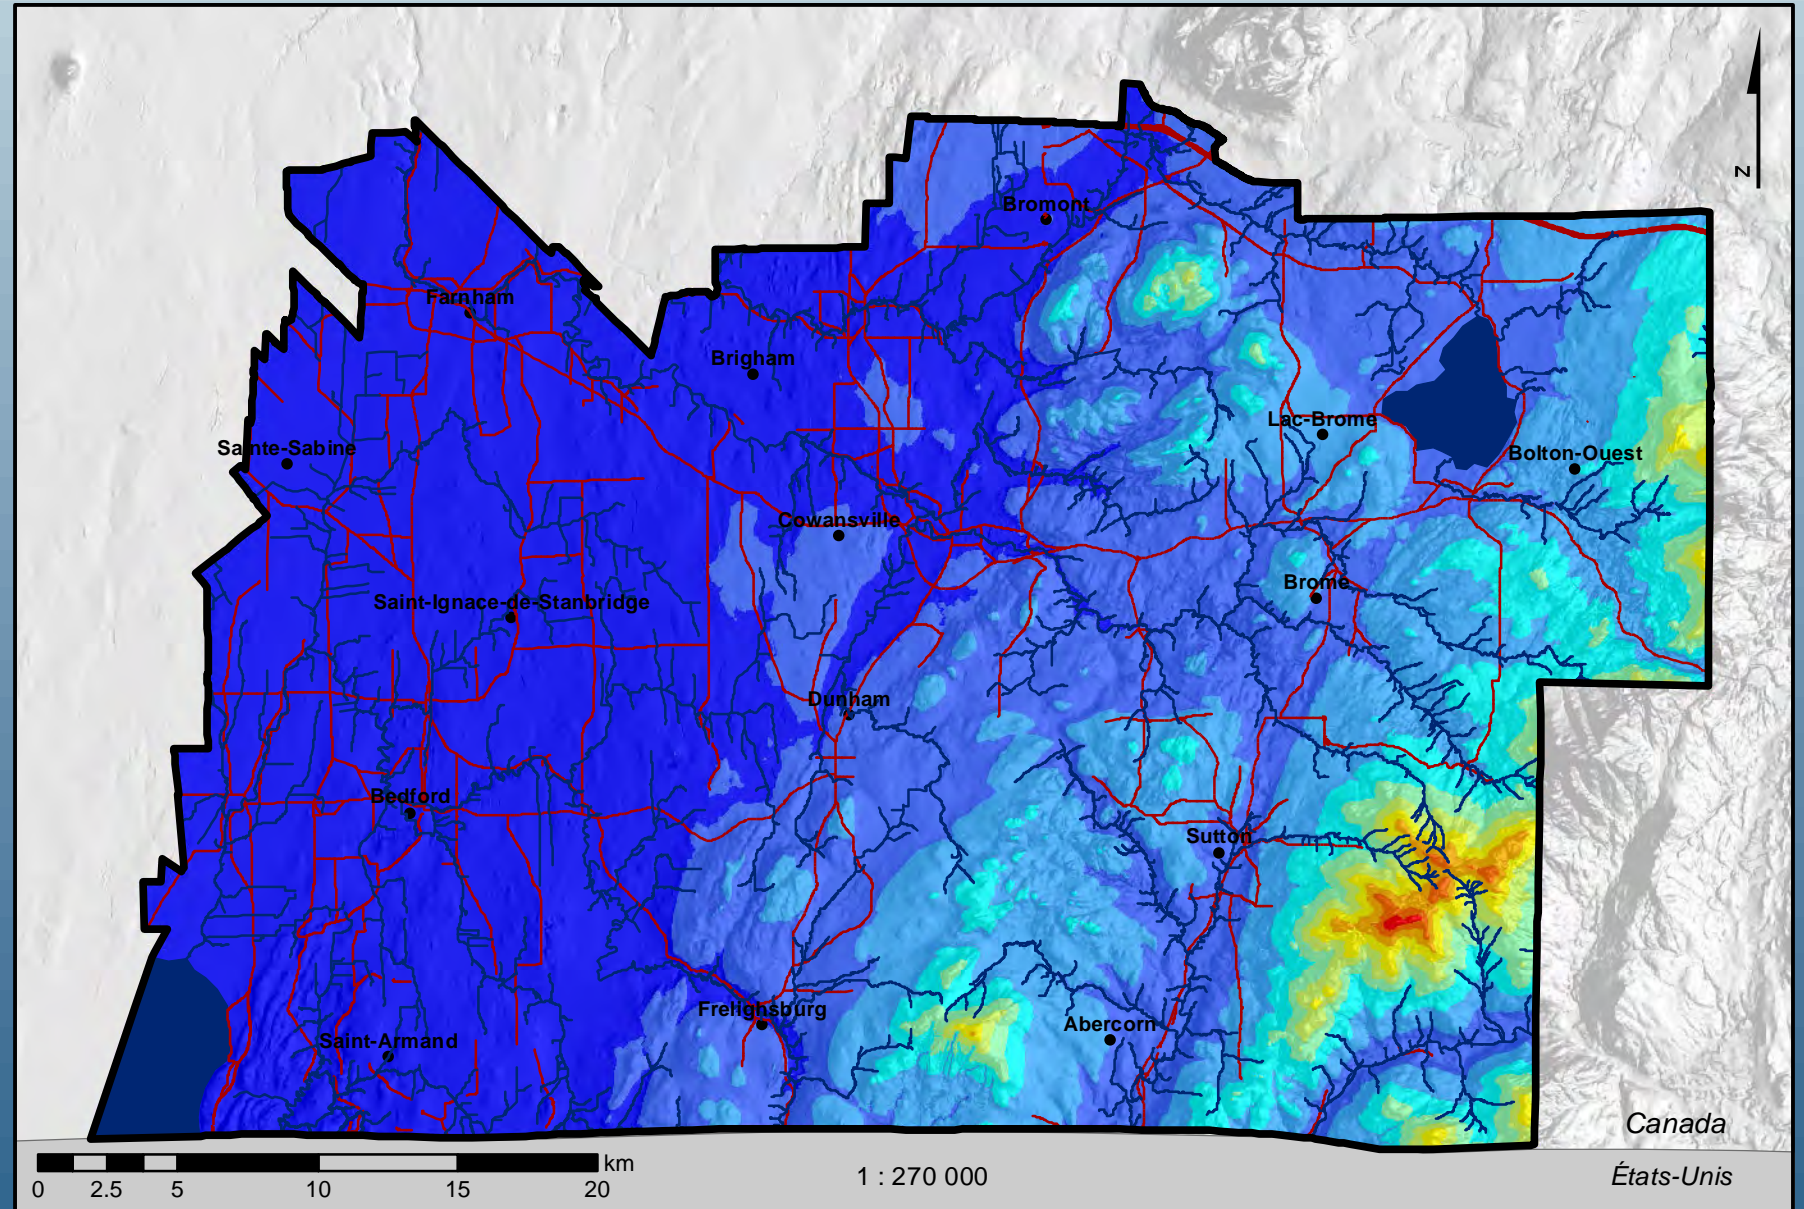 N
Bromont
Farnham
Brigham
Lac-Brome
Sainte-Sabine
Bolton-Ouest
Cowansville
Brome
Saint-Ignace-de-Stanbridge
Dunham
Bedford
Sutton
Frelighsburg
Abercorn
Saint-Armand
Canada
km
0 2.5 5 10 15 20
1 : 270 000
États-Unis